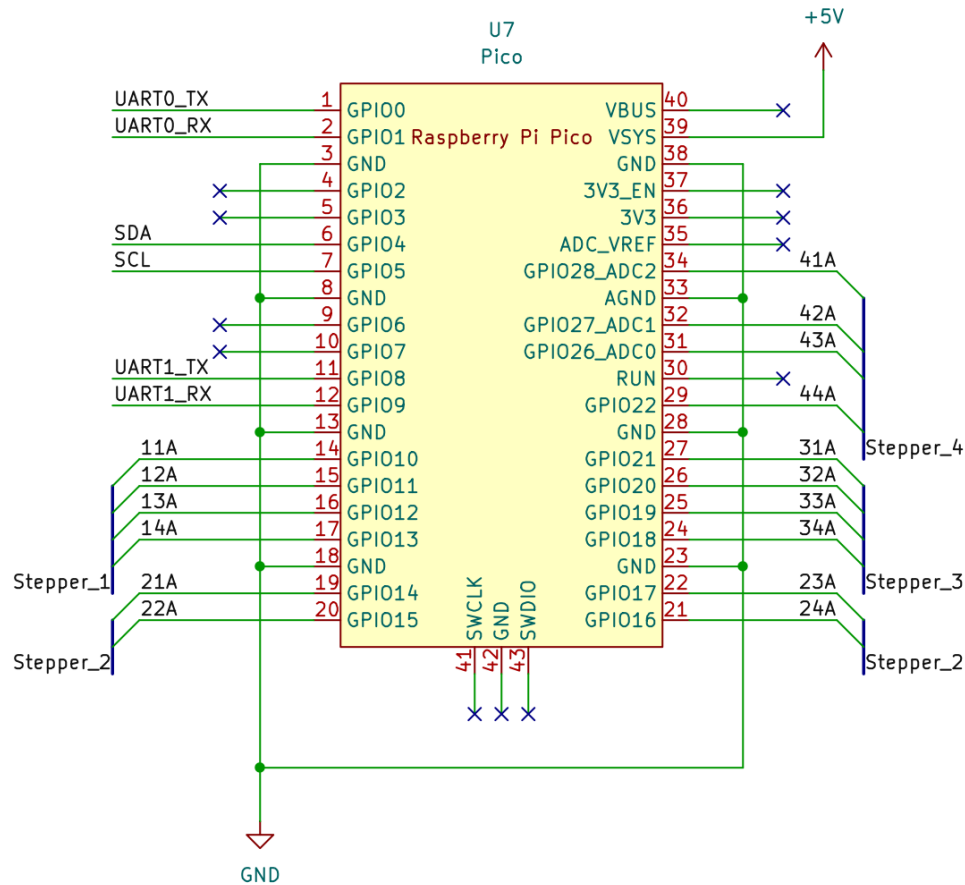 +5V
U7
Pico
UART0_TX 1 GPIO0 VBUS 40
UART0_RX 2 GPIO1 Raspberry Pi Pico VSYS 39
3 GND GND 38
4 GPIO2 3V3_EN 37
5 GPIO3 3V3 36
SDA 6 GPIO4 ADC_VREF 35
SCL 7 GPIO5 GPIO28_ADC2 34 41A
8 GND AGND 33
9 GPIO6 GPIO27_ADC1 32 42A
10 GPIO7 GPIO26_ADC0 31 43A
UART1_TX 11 GPIO8 RUN 30
UART1_RX 12 GPIO9 GPIO22 29 44A
13 GND GND 28 Stepper_4
11A 14 GPIO10 GPIO21 27 31A
12A 15 GPIO11 GPIO20 26 32A
13A 16 GPIO12 GPIO19 25 33A
14A 17 GPIO13 GPIO18 24 34A
Stepper_1 18 GND GND 23 Stepper_3
21A 19 GPIO14 GPIO17 22 23A
22A 20 GPIO15 GPIO16 21 24A
SWCLK GND SWDIO
Stepper_2 41 42 43 Stepper_2
GND